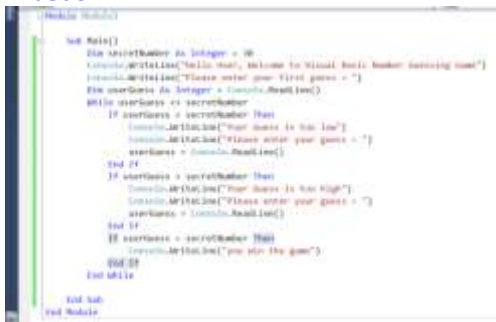 Module Module1
Sub Main()
Dim secretNumber As Integer = 30
Console.WriteLine("Hello User, Welcome to Visual Basic Number Guessing game")
Console.WriteLine("Please enter your first guess - ")
Dim userGuess As Integer = Console.ReadLine()
While userGuess <> secretNumber
If userGuess < secretNumber Then
Console.WriteLine("Your Guess is too low")
Console.WriteLine("Please enter your guess - ")
userGuess = Console.ReadLine()
End If
If userGuess > secretNumber Then
Console.WriteLine("Your Guess is too high")
Console.WriteLine("Please enter your guess - ")
userGuess = Console.ReadLine()
End If
If userGuess = secretNumber Then
Console.WriteLine("you win the game")
End If
End While
End Sub
End Module